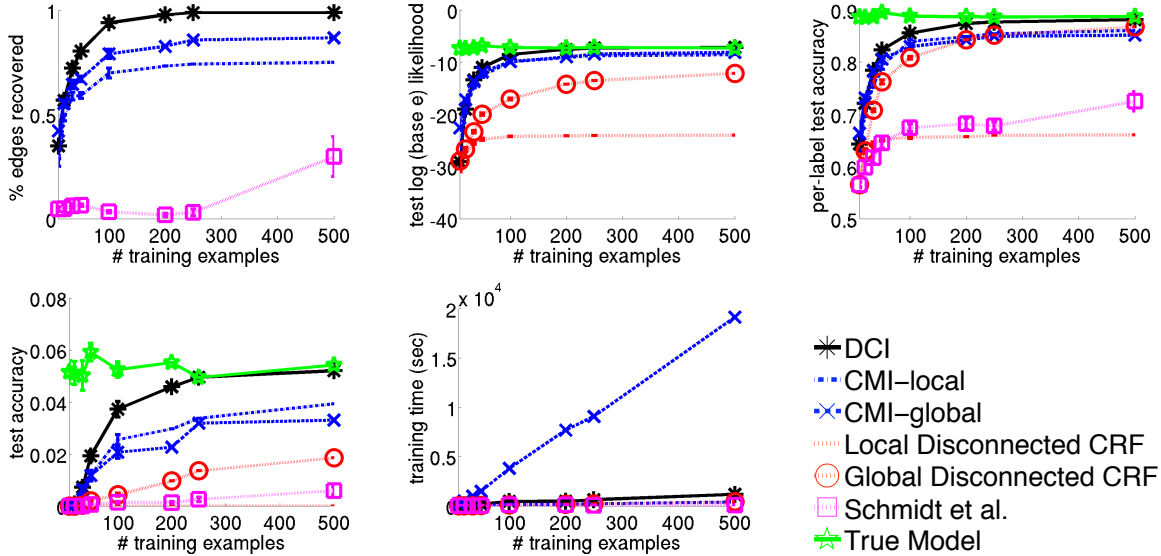 1
0.5
0
% edges recovered
100 200 300 400 500
# training examples
0
-10
-20
-30
-40
test log (base e) likelihood
100 200 300 400 500
# training examples
0.9
0.8
0.7
0.6
0.5
per-label test accuracy
100 200 300 400 500
# training examples
0.08
0.06
0.04
0.02
0
test accuracy
100 200 300 400 500
# training examples
x 10^4
2
1.5
1
0.5
0
training time (sec)
100 200 300 400 500
# training examples
DCI
CMI-local
CMI-global
Local Disconnected CRF
Global Disconnected CRF
Schmidt et al.
True Model